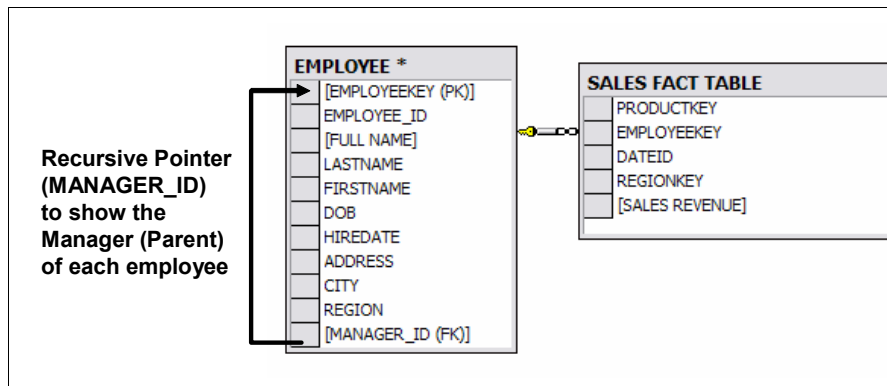 Recursive Pointer
(MANAGER_ID)
to show the
Manager (Parent)
of each employee
EMPLOYEE *
[EMPLOYEEKEY (PK)]
EMPLOYEE_ID
[FULL NAME]
LASTNAME
FIRSTNAME
DOB
HIREDATE
ADDRESS
CITY
REGION
[MANAGER_ID (FK)]
SALES FACT TABLE
PRODUCTKEY
EMPLOYEEKEY
DATEID
REGIONKEY
[SALES REVENUE]